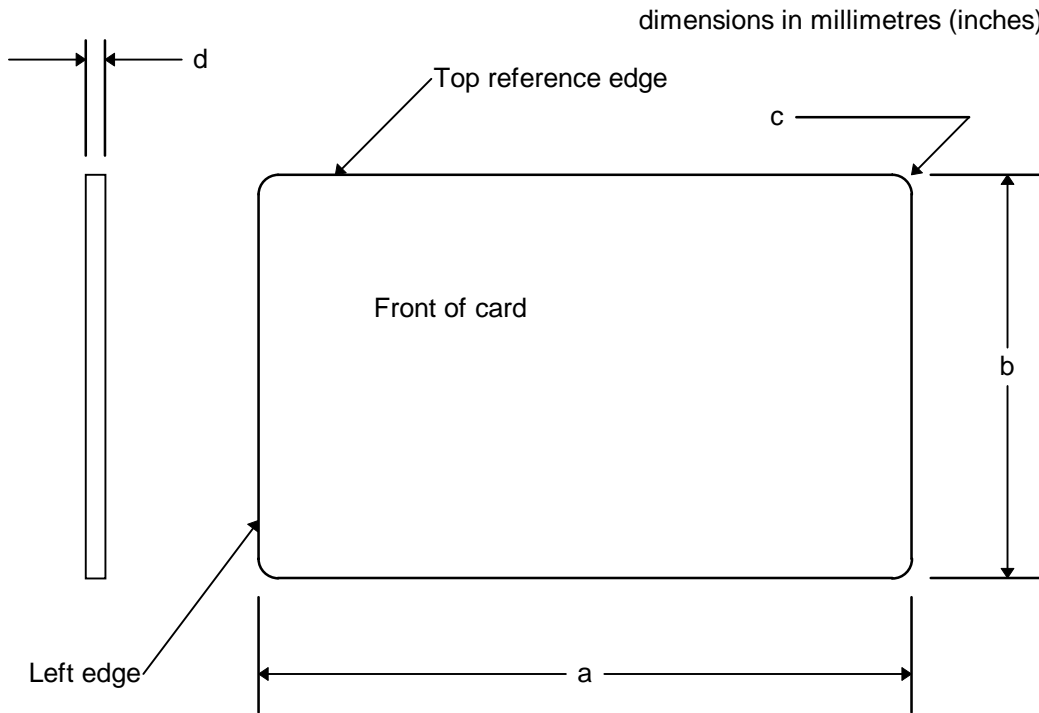 dimensions in millimetres (inches)
d
Top reference edge
c
Front of card
b
Left edge
a